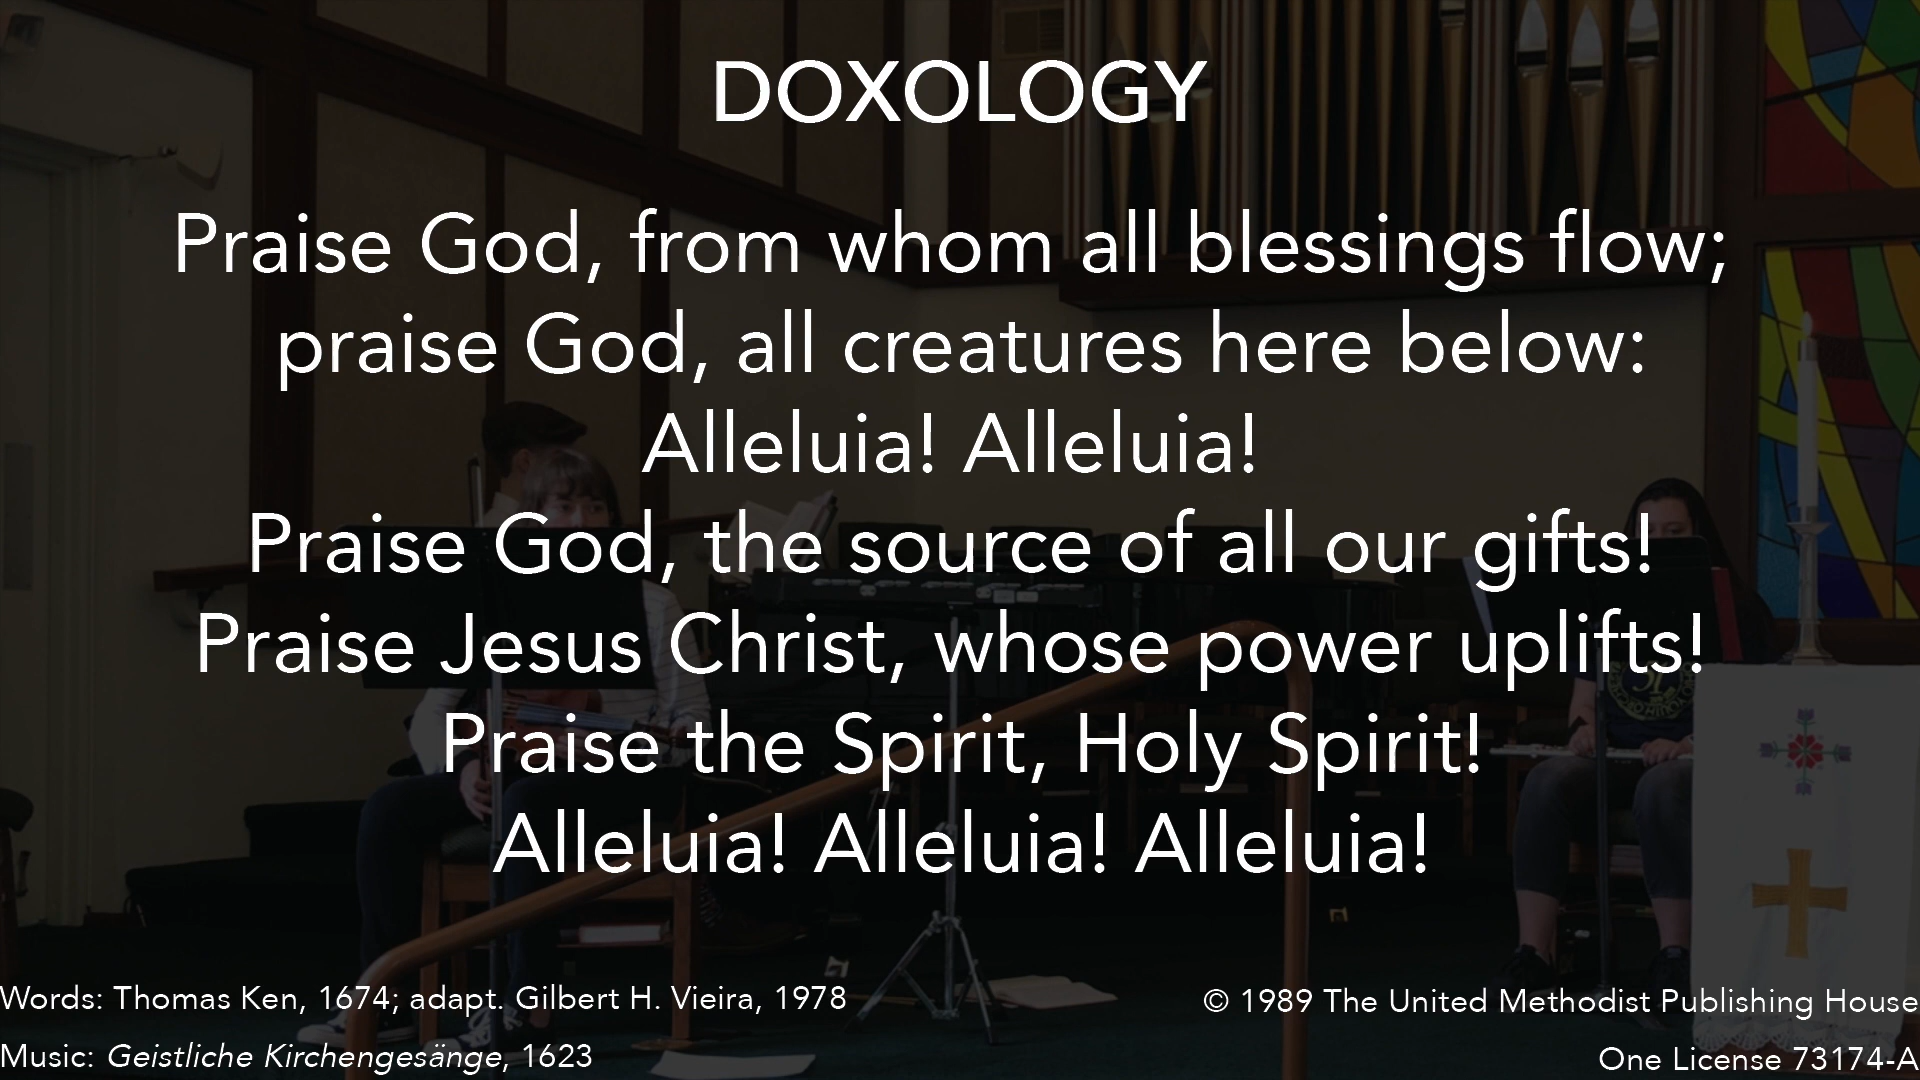 DOXOLOGY
Praise God, from whom all blessings flow;
praise God, all creatures here below:
Alleluia! Alleluia!
Praise God, the source of all our gifts!
Praise Jesus Christ, whose power uplifts!
Praise the Spirit, Holy Spirit!
Alleluia! Alleluia! Alleluia!
Words: Thomas Ken, 1674; adapt. Gilbert H. Vieira, 1978
Music: Geistliche Kirchengesänge, 1623
© 1989 The United Methodist Publishing House
One License 73174-A